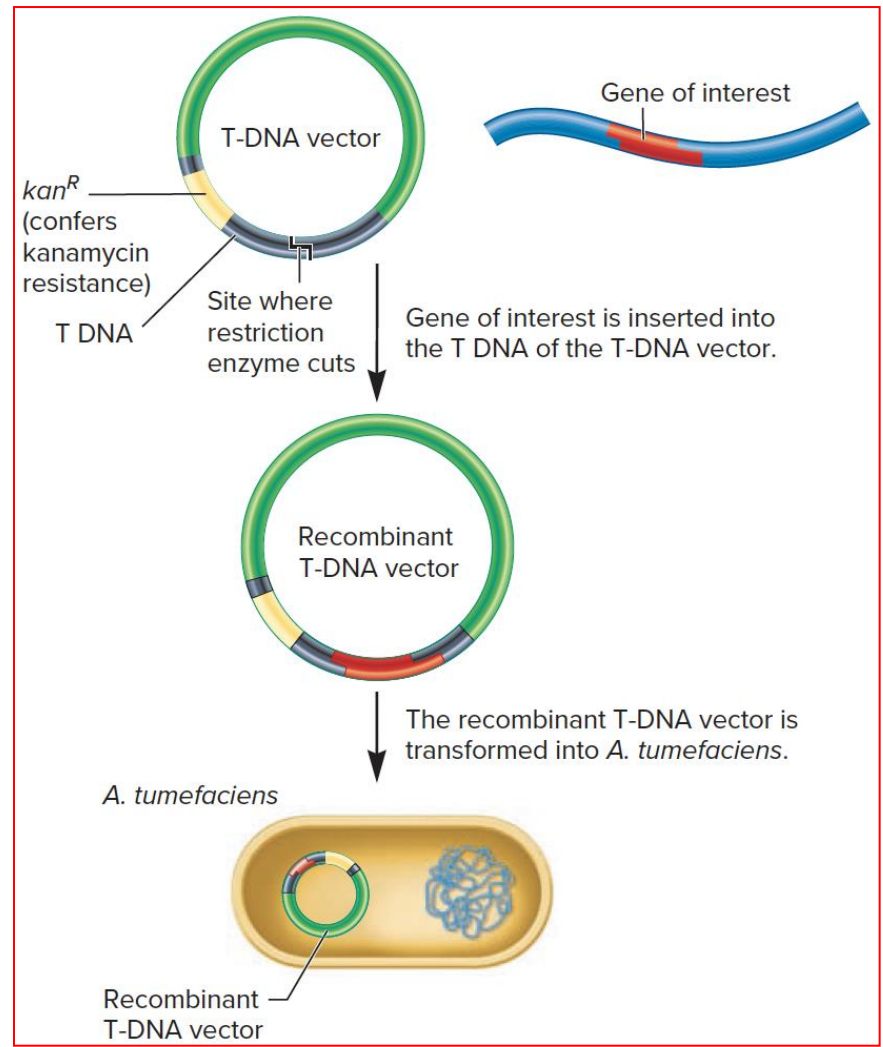 T-DNA vector
Gene of interest
kanR
(confers
kanamycin
resistance)
T DNA
Site where
restriction
enzyme cuts
Gene of interest is inserted into
the T DNA of the T-DNA vector.
Recombinant
T-DNA vector
The recombinant T-DNA vector is
transformed into A. tumefaciens.
A. tumefaciens
Recombinant
T-DNA vector